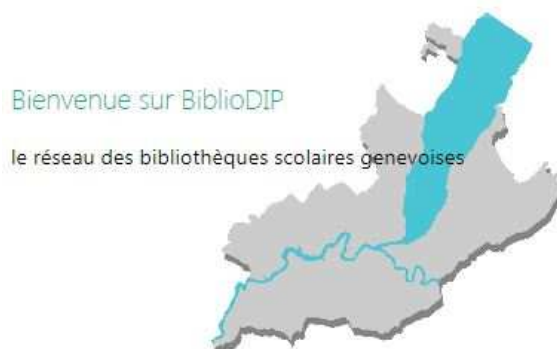 Bienvenue sur BiblioDIP
le réseau des bibliothèques scolaires genevoises